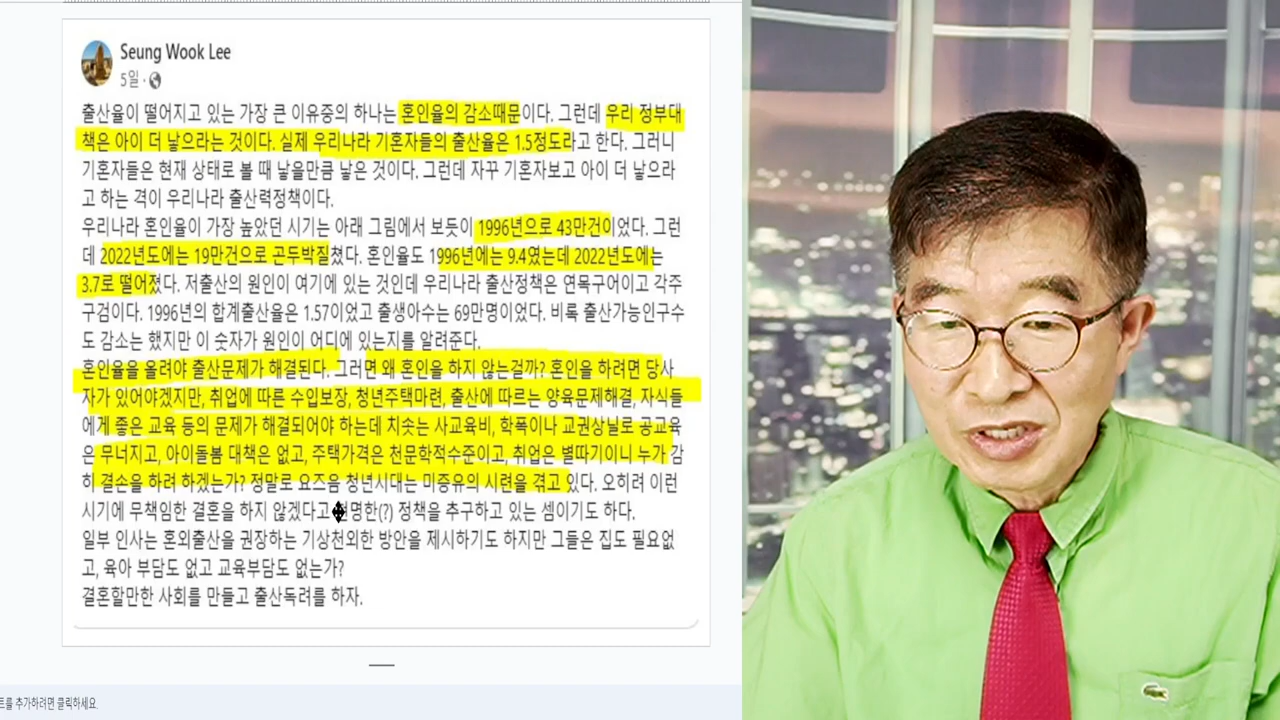 Seung Wook Lee
5일 ·
출산율이 떨어지고 있는 가장 큰 이유중의 하나는 혼인율의 감소때문이다. 그런데 우리 정부대
책은 아이 더 낳으라는 것이다. 실제 우리나라 기혼자들의 출산율은 1.5정도라고 한다. 그러니
기혼자들은 현재 상태로 볼 때 낳을만큼 낳은 것이다. 그런데 자꾸 기혼자보고 아이 더 낳으라
고 하는 격이 우리나라 출산력정책이다.
우리나라 혼인율이 가장 높았던 시기는 아래 그림에서 보듯이 1996년으로 43만건이었다. 그런
데 2022년도에는 19만건으로 곤두박질쳤다. 혼인율도 1996년에는 9.4였는데 2022년도에는
3.7로 떨어졌다. 저출산의 원인이 여기에 있는 것인데 우리나라 출산정책은 연목구어이고 각주
구검이다. 1996년의 합계출산율은 1.57이었고 출생아수는 69만명이었다. 비록 출산가능인구수
도 감소는 했지만 이 숫자가 원인이 어디에 있는지를 알려준다.
혼인율을 올려야 출산문제가 해결된다. 그러면 왜 혼인을 하지 않는걸까? 혼인을 하려면 당사
자가 있어야겠지만, 취업에 따른 수입보장, 청년주택마련, 출산에 따르는 양육문제해결, 자식들
에게 좋은 교육 등의 문제가 해결되어야 하는데 치솟는 사교육비, 학폭이나 교권상실로 공교육
은 무너지고, 아이돌봄 대책은 없고, 주택가격은 천문학적수준이고, 취업은 별따기이니 누가 감
히 결손을 하려 하겠는가? 정말로 요즈음 청년시대는 미증유의 시련을 겪고 있다. 오히려 이런
시기에 무책임한 결혼을 하지 않겠다고 명한(?) 정책을 추구하고 있는 셈이기도 하다.
일부 인사는 혼외출산을 권장하는 기상천외한 방안을 제시하기도 하지만 그들은 집도 필요없
고, 육아 부담도 없고 교육부담도 없는가?
결혼할만한 사회를 만들고 출산독려를 하자.
트를 추가하려면 클릭하세요